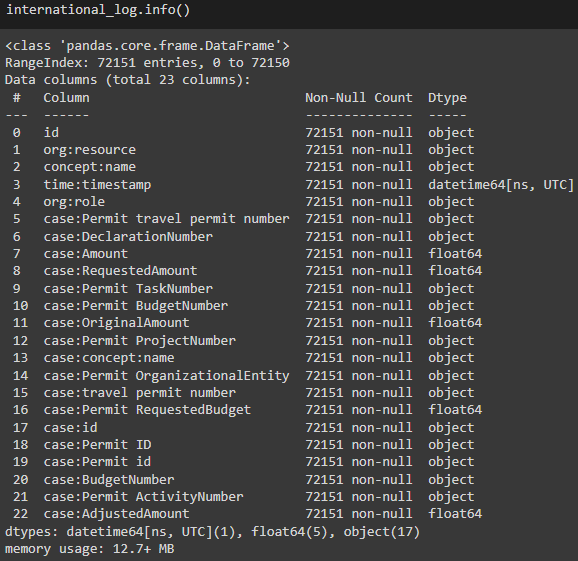 international_log.info()
<class 'pandas.core.frame.DataFrame'>
RangeIndex: 72151 entries, 0 to 72150
Data columns (total 23 columns):
 #   Column                           Non-Null Count  Dtype
---  ------                           --------------  -----
 0   id                               72151 non-null  object
 1   org:resource                     72151 non-null  object
 2   concept:name                     72151 non-null  object
 3   time:timestamp                   72151 non-null  datetime64[ns, UTC]
 4   org:role                         72151 non-null  object
 5   case:Permit travel permit number  72151 non-null  object
 6   case:DeclarationNumber           72151 non-null  object
 7   case:Amount                      72151 non-null  float64
 8   case:RequestedAmount             72151 non-null  float64
 9   case:Permit TaskNumber           72151 non-null  object
 10  case:Permit BudgetNumber         72151 non-null  object
 11  case:OriginalAmount              72151 non-null  float64
 12  case:Permit ProjectNumber        72151 non-null  object
 13  case:concept:name                72151 non-null  object
 14  case:Permit OrganizationalEntity  72151 non-null  object
 15  case:travel permit number        72151 non-null  object
 16  case:Permit RequestedBudget      72151 non-null  float64
 17  case:id                          72151 non-null  object
 18  case:Permit ID                   72151 non-null  object
 19  case:Permit id                   72151 non-null  object
 20  case:BudgetNumber                72151 non-null  object
 21  case:Permit ActivityNumber       72151 non-null  object
 22  case:AdjustedAmount              72151 non-null  float64
dtypes: datetime64[ns, UTC](1), float64(5), object(17)
memory usage: 12.7+ MB